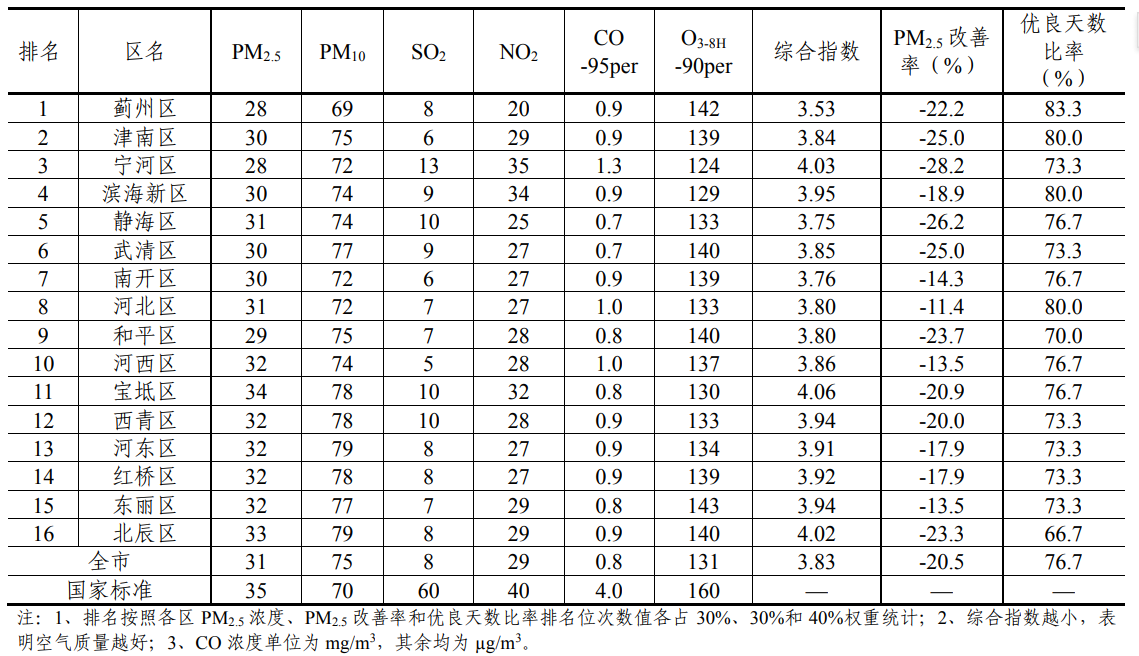 排名 区名 PM2.5 PM10 SO2 NO2 CO -95per O3-8H -90per 综合指数 PM2.5改善率（%） 优良天数比率（%）
1 蓟州区 28 69 8 20 0.9 142 3.53 -22.2 83.3
2 津南区 30 75 6 29 0.9 139 3.84 -25.0 80.0
3 宁河区 28 72 13 35 1.3 124 4.03 -28.2 73.3
4 滨海新区 30 74 9 34 0.9 129 3.95 -18.9 80.0
5 静海区 31 74 10 25 0.7 133 3.75 -26.2 76.7
6 武清区 30 77 9 27 0.7 140 3.85 -25.0 73.3
7 南开区 30 72 6 27 0.9 139 3.76 -14.3 76.7
8 河北区 31 72 7 27 1.0 133 3.80 -11.4 80.0
9 和平区 29 75 7 28 0.8 140 3.80 -23.7 70.0
10 河西区 32 74 5 28 1.0 137 3.86 -13.5 76.7
11 宝坻区 34 78 10 32 0.8 130 4.06 -20.9 76.7
12 西青区 32 78 10 28 0.9 133 3.94 -20.0 73.3
13 河东区 32 79 8 27 0.9 134 3.91 -17.9 73.3
14 红桥区 32 78 8 27 0.9 139 3.92 -17.9 73.3
15 东丽区 32 77 7 29 0.8 143 3.94 -13.5 73.3
16 北辰区 33 79 8 29 0.9 140 4.02 -23.3 66.7
全市 31 75 8 29 0.8 131 3.83 -20.5 76.7
国家标准 35 70 60 40 4.0 160 — — —
注：1、排名按照各区 PM2.5 浓度、PM2.5 改善率和优良天数比率排名位次数值各占 30%、30%和 40%权重统计；2、综合指数越小，表
明空气质量越好；3、CO 浓度单位为 mg/m3，其余均为 μg/m3。